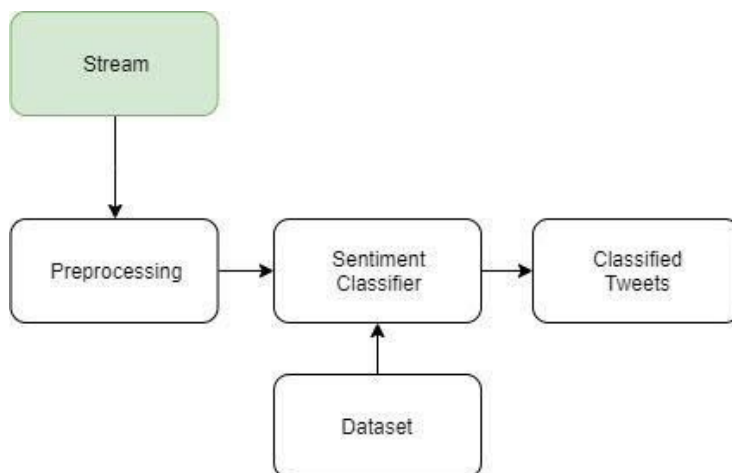 Stream
Preprocessing
Sentiment
Classifier
Classified
Tweets
Dataset